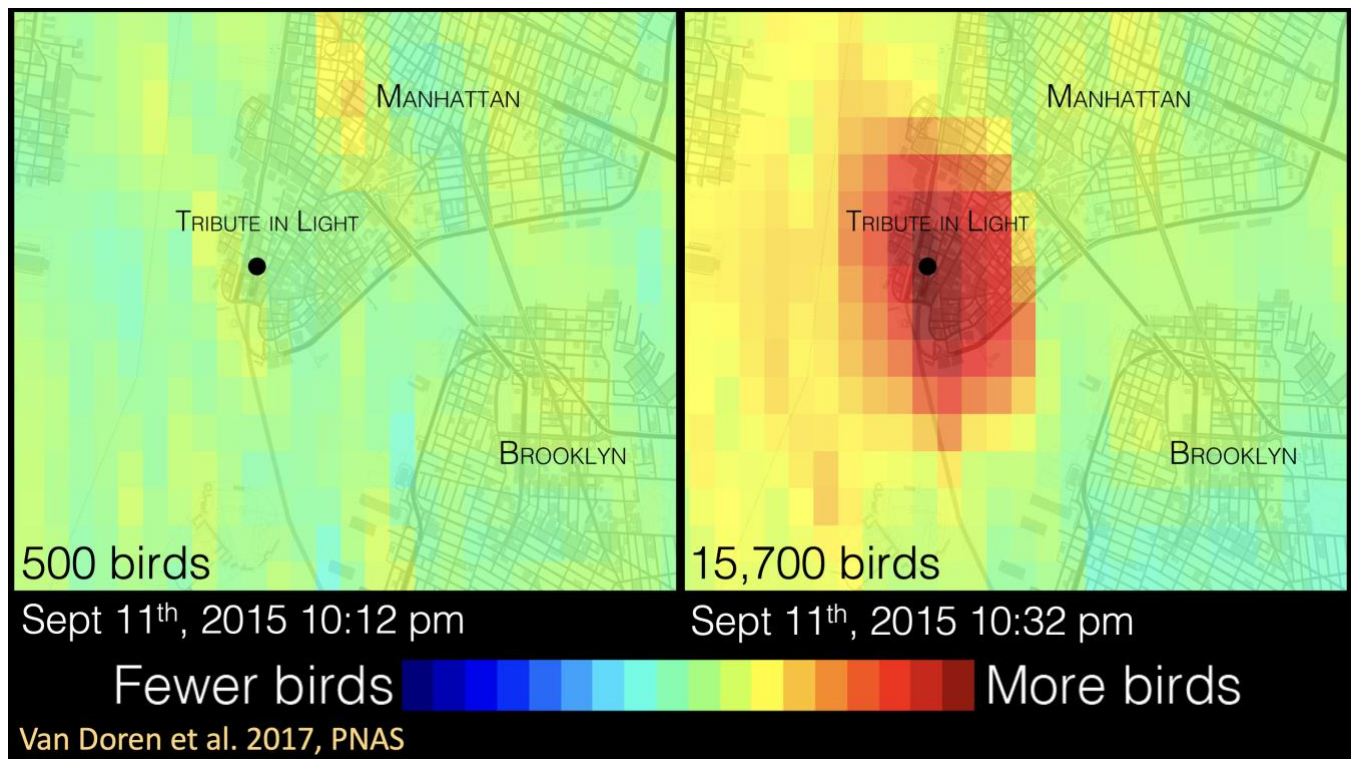 MANHATTAN
TRIBUTE IN LIGHT
BROOKLYN
500 birds
Sept 11th, 2015 10:12 pm
MANHATTAN
TRIBUTE IN LIGHT
BROOKLYN
15,700 birds
Sept 11th, 2015 10:32 pm
Fewer birds
More birds
Van Doren et al. 2017, PNAS